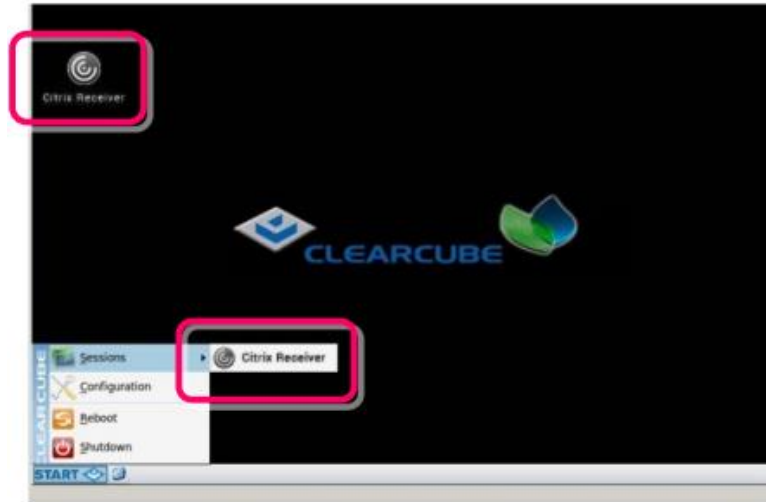 Citrix Receiver
CLEARCUBE
Sessions
Citrix Receiver
Configuration
Reboot
Shutdown
CLEARCUBE
START